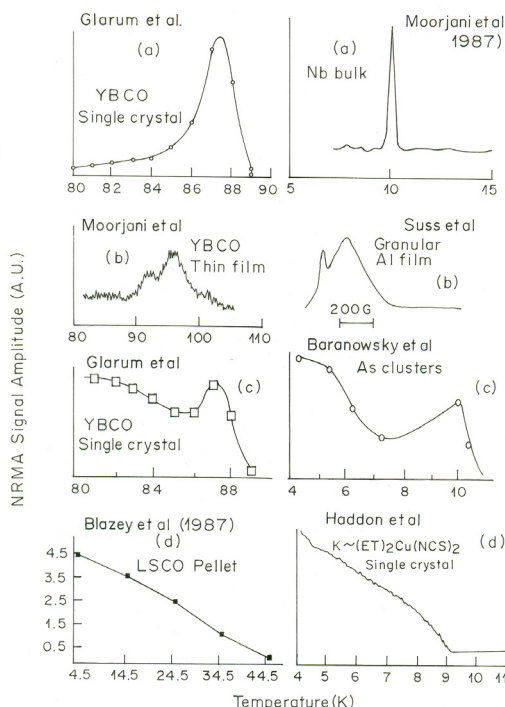 Glarum et al.
(a)
YBCO
Single crystal
80 82 84 86 88 90
Moorjani et al
1987)
(a)
Nb bulk
5 10 15
Moorjani et al
(b)
YBCO
Thin film
80 90 100 110
Suss et al
Granular
Al film
(b)
200G
NRMA Signal Amplitude (A.U.)
Glarum et al
(c)
YBCO
Single crystal
80 84 88
Baranowsky et al
As clusters
(c)
4 6 8 10
Blazey et al (1987)
(d)
LSCO Pellet
4.5
3.5
2.5
1.5
0.5
4.5 14.5 24.5 34.5 44.5
Haddon et al
K~(ET)2Cu(NCS)2
(d)
Single crystal
4 5 6 7 8 9 10 11
Temperature (K)